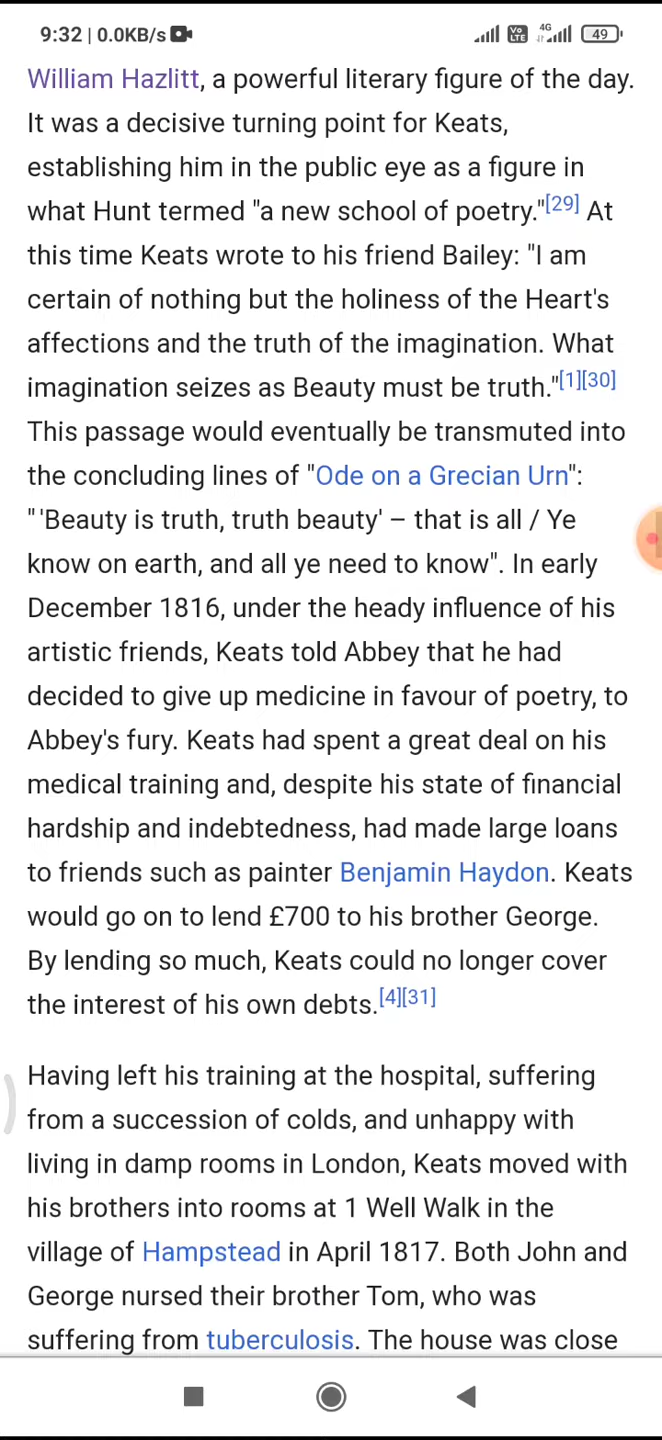 9:32 | 0.0KB/s
Vo LTE 4G 49
William Hazlitt, a powerful literary figure of the day.
It was a decisive turning point for Keats,
establishing him in the public eye as a figure in
what Hunt termed "a new school of poetry."[29] At
this time Keats wrote to his friend Bailey: "I am
certain of nothing but the holiness of the Heart's
affections and the truth of the imagination. What
imagination seizes as Beauty must be truth."[1][30]
This passage would eventually be transmuted into
the concluding lines of "Ode on a Grecian Urn":
" 'Beauty is truth, truth beauty' – that is all / Ye
know on earth, and all ye need to know". In early
December 1816, under the heady influence of his
artistic friends, Keats told Abbey that he had
decided to give up medicine in favour of poetry, to
Abbey's fury. Keats had spent a great deal on his
medical training and, despite his state of financial
hardship and indebtedness, had made large loans
to friends such as painter Benjamin Haydon. Keats
would go on to lend £700 to his brother George.
By lending so much, Keats could no longer cover
the interest of his own debts.[4][31]
Having left his training at the hospital, suffering
from a succession of colds, and unhappy with
living in damp rooms in London, Keats moved with
his brothers into rooms at 1 Well Walk in the
village of Hampstead in April 1817. Both John and
George nursed their brother Tom, who was
suffering from tuberculosis. The house was close